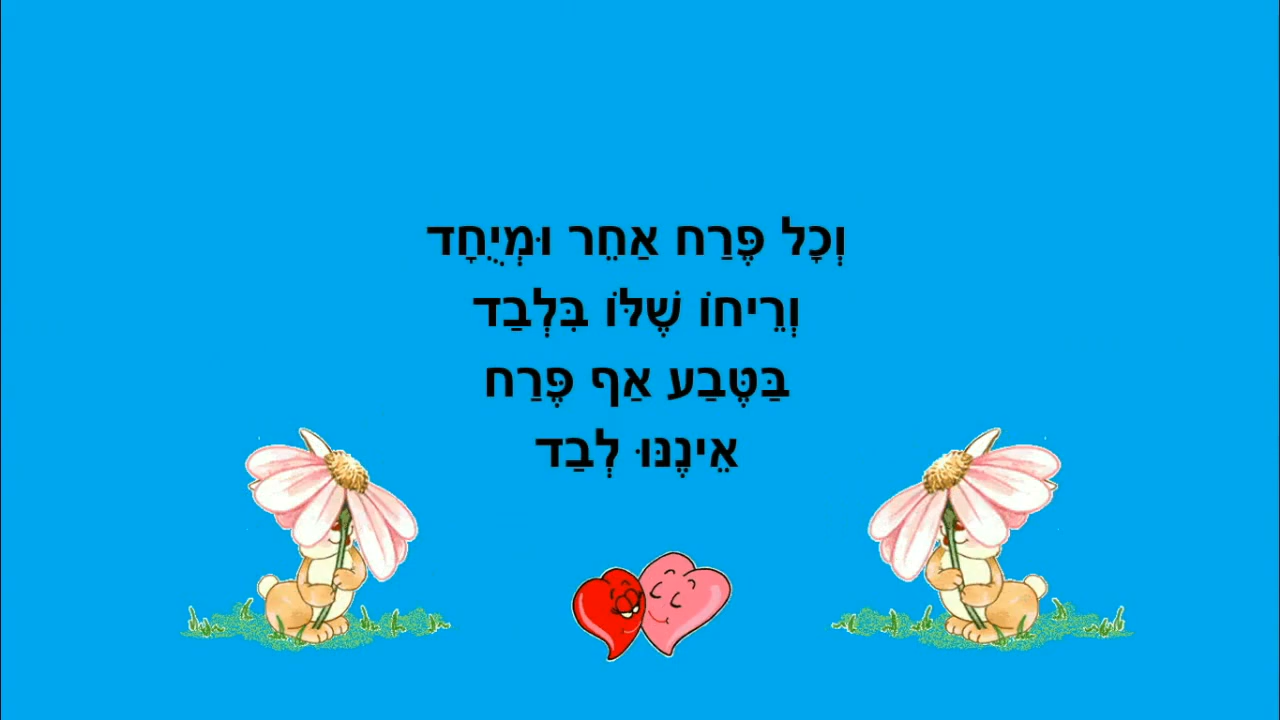 וְכָל פֶּרַח אַחֵר וּמְיֻחָד
וְרֵיחוֹ שֶׁלּוֹ בִּלְבַד
בַּטֶּבַע אַף פֶּרַח
אֵינֶנּוּ לְבַד